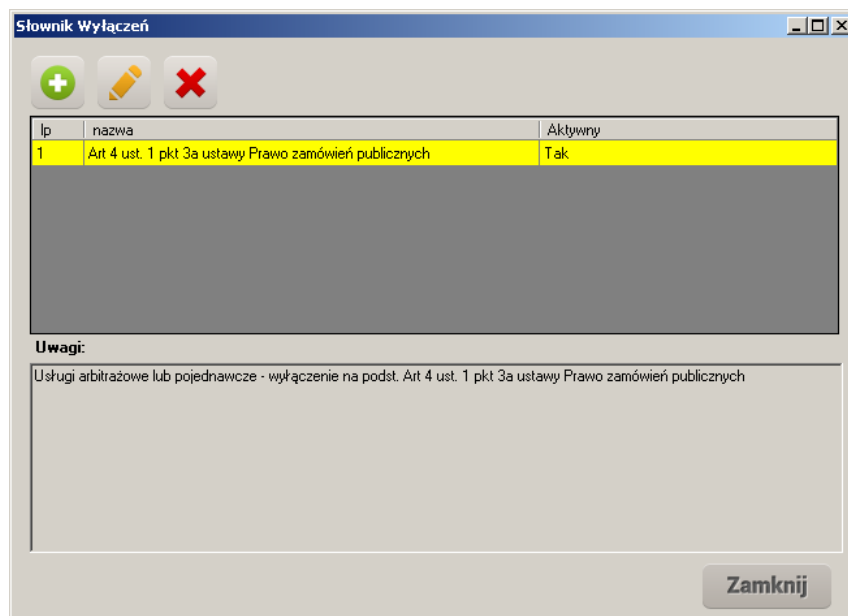 Słownik Wyłączeń
lp nazwa Aktywny
1 Art 4 ust. 1 pkt 3a ustawy Prawo zamówień publicznych Tak
Uwagi:
Usługi arbitrażowe lub pojednawcze - wyłączenie na podst. Art 4 ust. 1 pkt 3a ustawy Prawo zamówień publicznych
Zamknij